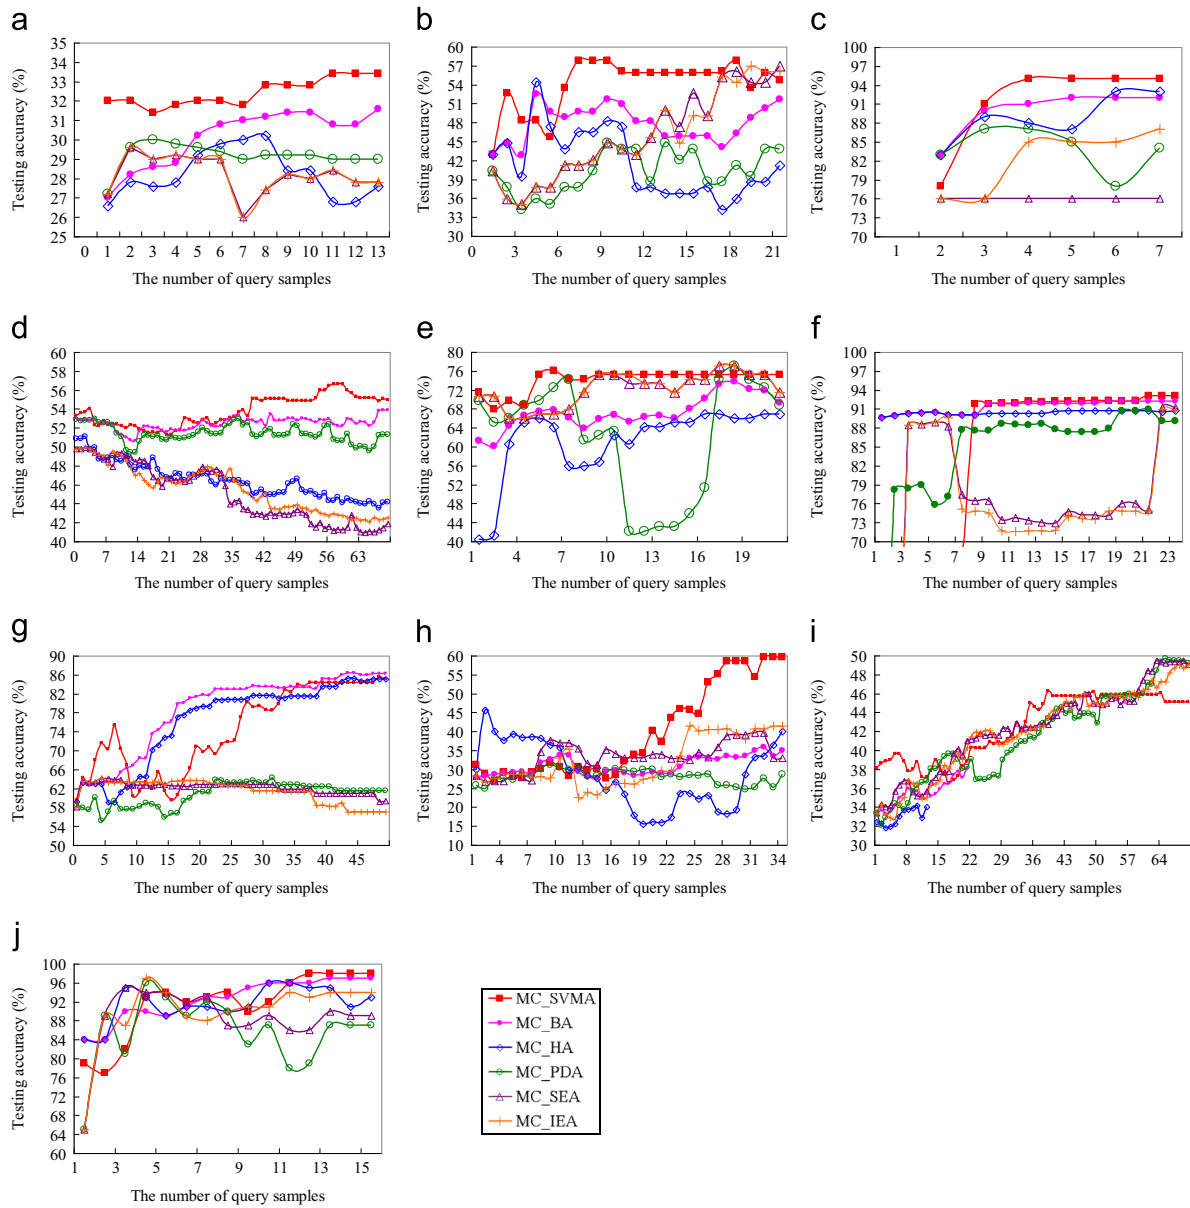 a
b
c
35
34
33
32
31
30
29
28
27
26
25
Testing accuracy (%)
0 1 2 3 4 5 6 7 8 9 10 11 12 13
The number of query samples
60
57
54
51
48
45
42
39
36
33
30
Testing accuracy (%)
0 3 6 9 12 15 18 21
The number of query samples
100
97
94
91
88
85
82
79
76
73
70
Testing accuracy (%)
1 2 3 4 5 6 7
The number of query samples
d
e
f
60
58
56
54
52
50
48
46
44
42
40
Testing accuracy (%)
0 7 14 21 28 35 42 49 56 63
The number of query samples
80
76
72
68
64
60
56
52
48
44
40
Testing accuracy (%)
1 4 7 10 13 16 19
The number of query samples
100
97
94
91
88
85
82
79
76
73
70
Testing accuracy (%)
1 3 5 7 9 11 13 15 17 19 21 23
The number of query samples
g
h
i
90
86
82
78
74
70
66
62
58
54
50
Testing accuracy (%)
0 5 10 15 20 25 30 35 40 45
The number of query samples
60
55
50
45
40
35
30
25
20
15
10
Testing accuracy (%)
1 4 7 10 13 16 19 22 25 28 31 34
The number of query samples
50
48
46
44
42
40
38
36
34
32
30
Testing accuracy (%)
1 8 15 22 29 36 43 50 57 64
The number of query samples
j
100
96
92
88
84
80
76
72
68
64
60
Testing accuracy (%)
1 3 5 7 9 11 13 15
The number of query samples
MC_SVMA
MC_BA
MC_HA
MC_PDA
MC_SEA
MC_IEA